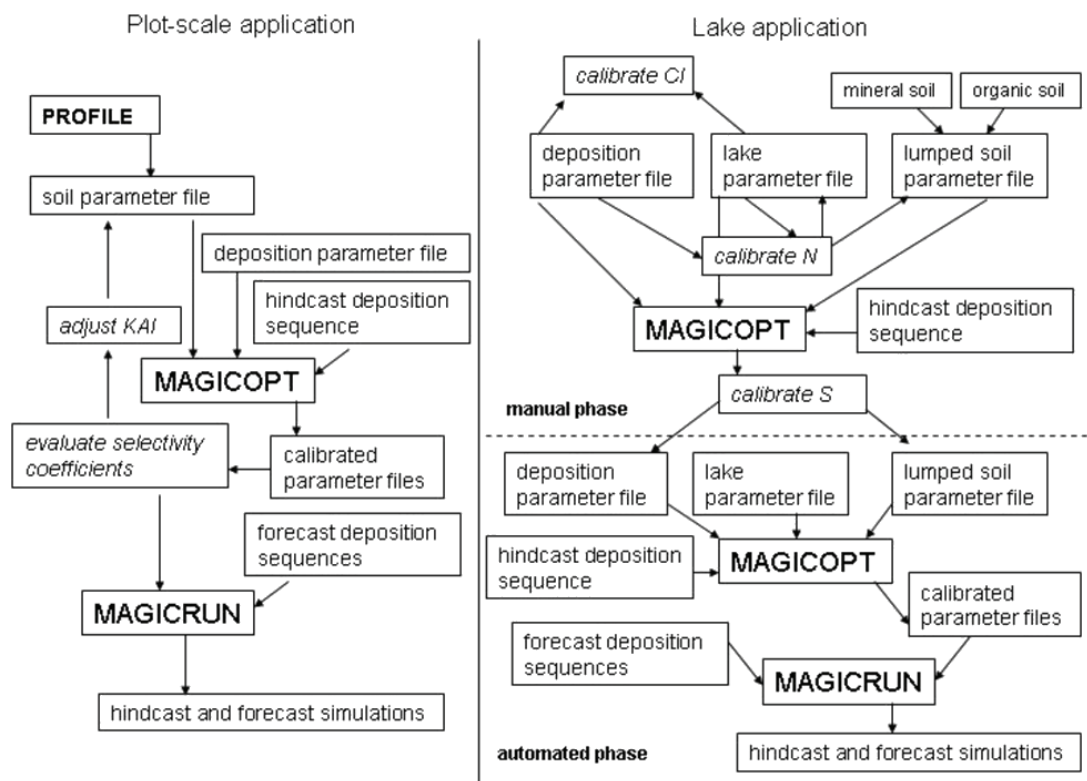 Plot-scale application
PROFILE
soil parameter file
deposition parameter file
hindcast deposition
sequence
adjust KAl
MAGICOPT
evaluate selectivity
coefficients
calibrated
parameter files
forecast deposition
sequences
MAGICRUN
hindcast and forecast simulations
Lake application
calibrate Cl
mineral soil
organic soil
deposition
parameter file
lake
parameter file
lumped soil
parameter file
calibrate N
MAGICOPT
hindcast deposition
sequence
calibrate S
manual phase
deposition
parameter file
lake
parameter file
lumped soil
parameter file
hindcast deposition
sequence
MAGICOPT
calibrated
parameter files
forecast deposition
sequences
MAGICRUN
automated phase
hindcast and forecast simulations